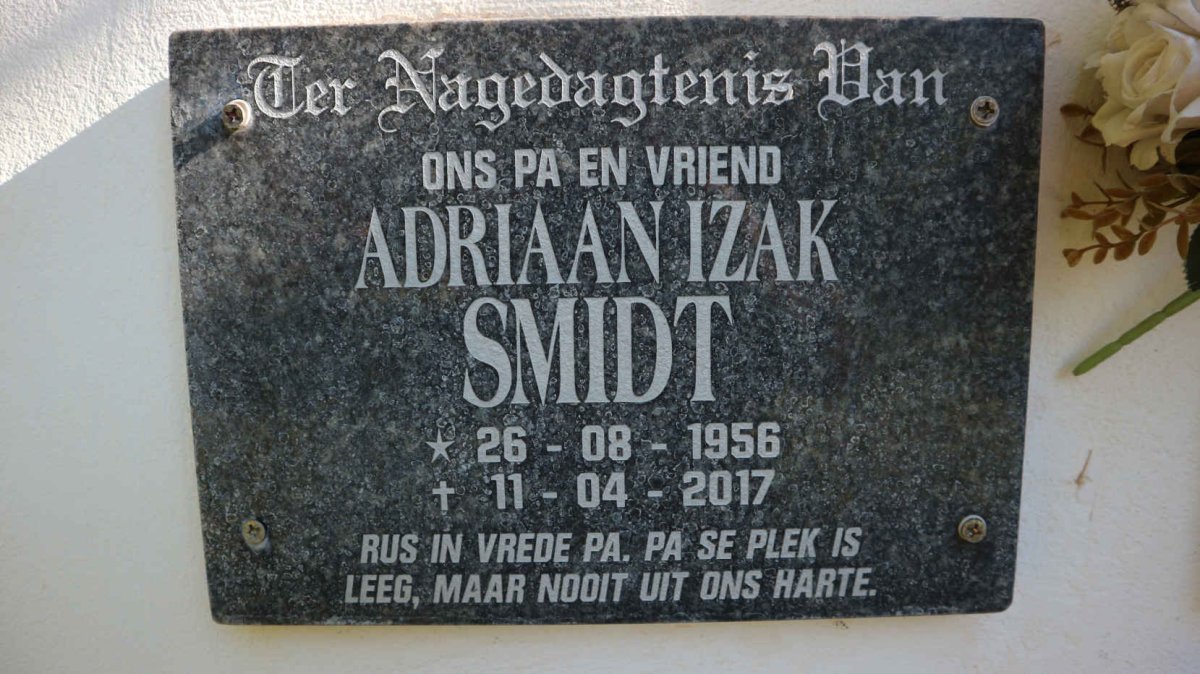 Ter Nagedagtenis Van
ONS PA EN VRIEND
ADRIAAN IZAK
SMIDT
★ 26 - 08 - 1956
✝ 11 - 04 - 2017
RUS IN VREDE PA. PA SE PLEK IS
LEEG, MAAR NOOIT UIT ONS HARTE.